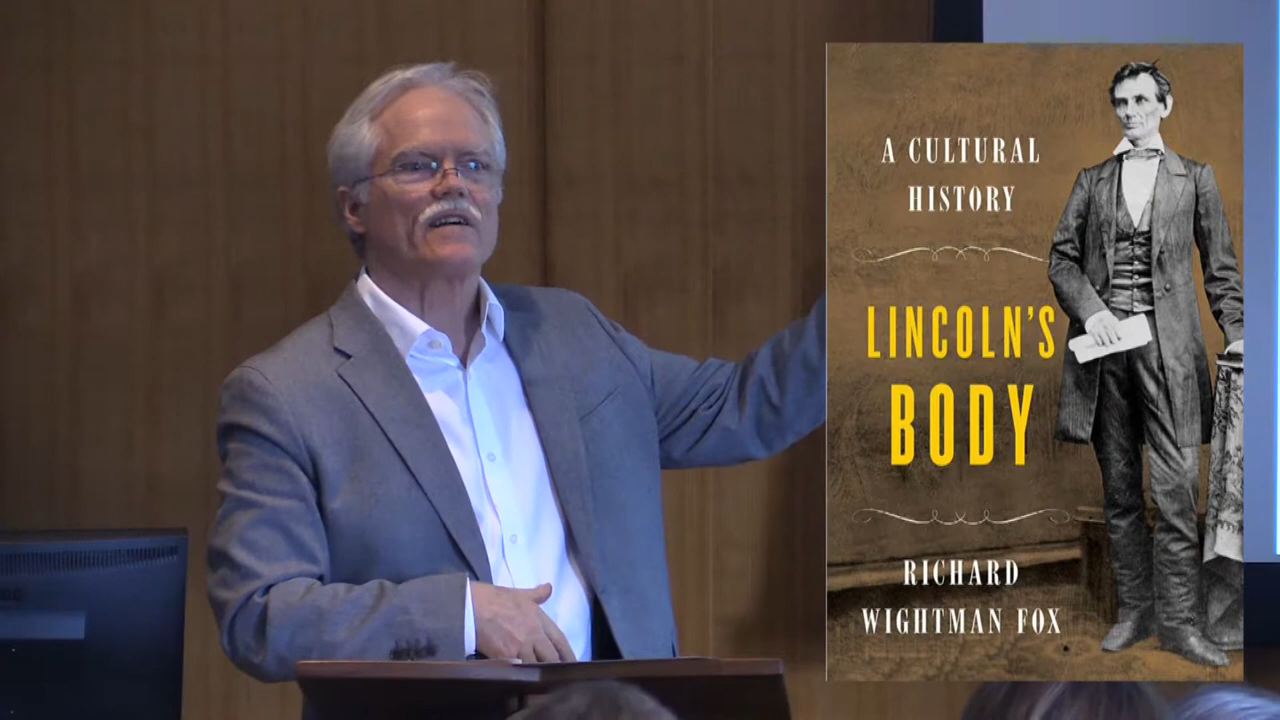 A CULTURAL
HISTORY
LINCOLN'S
BODY
RICHARD
WIGHTMAN FOX